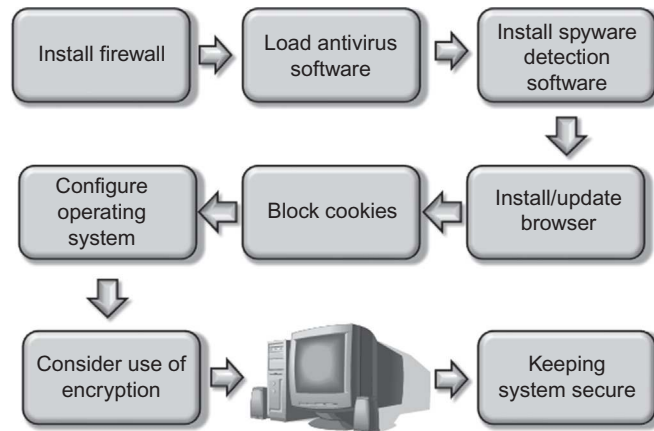 Install firewall
Load antivirus
software
Install spyware
detection
software
Install/update
browser
Block cookies
Configure
operating
system
Consider use of
encryption
Keeping
system secure